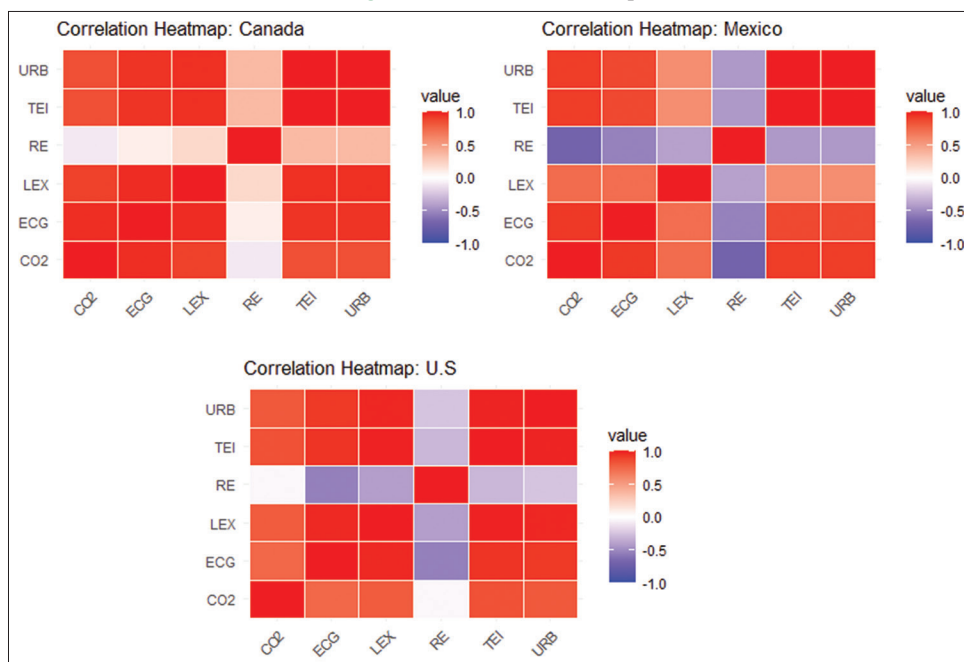 Correlation Heatmap: Canada
URB
TEI
RE
LEX
ECG
CO2
CO2 ECG LEX RE TEI URB
value
1.0
0.5
0.0
-0.5
-1.0
Correlation Heatmap: Mexico
URB
TEI
RE
LEX
ECG
CO2
CO2 ECG LEX RE TEI URB
value
1.0
0.5
0.0
-0.5
-1.0
Correlation Heatmap: U.S
URB
TEI
RE
LEX
ECG
CO2
CO2 ECG LEX RE TEI URB
value
1.0
0.5
0.0
-0.5
-1.0